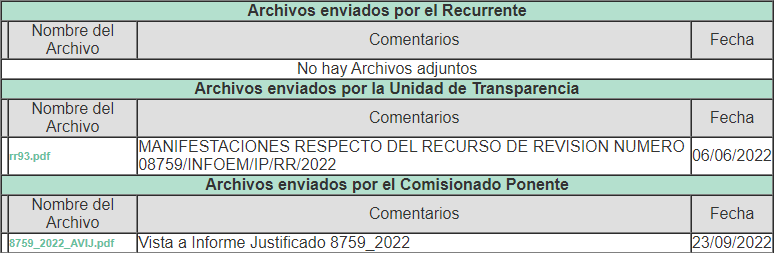 Archivos enviados por el Recurrente
Nombre del Archivo Comentarios Fecha
No hay Archivos adjuntos
Archivos enviados por la Unidad de Transparencia
Nombre del Archivo Comentarios Fecha
rr93.pdf MANIFESTACIONES RESPECTO DEL RECURSO DE REVISION NUMERO 08759/INFOEM/IP/RR/2022 06/06/2022
Archivos enviados por el Comisionado Ponente
Nombre del Archivo Comentarios Fecha
8759_2022_AVIJ.pdf Vista a Informe Justificado 8759_2022 23/09/2022